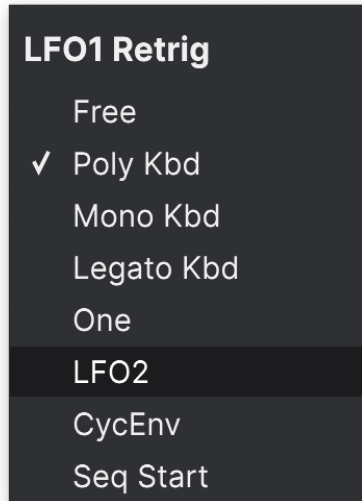 LFO1 Retrig
Free
✓ Poly Kbd
Mono Kbd
Legato Kbd
One
LFO2
CycEnv
Seq Start